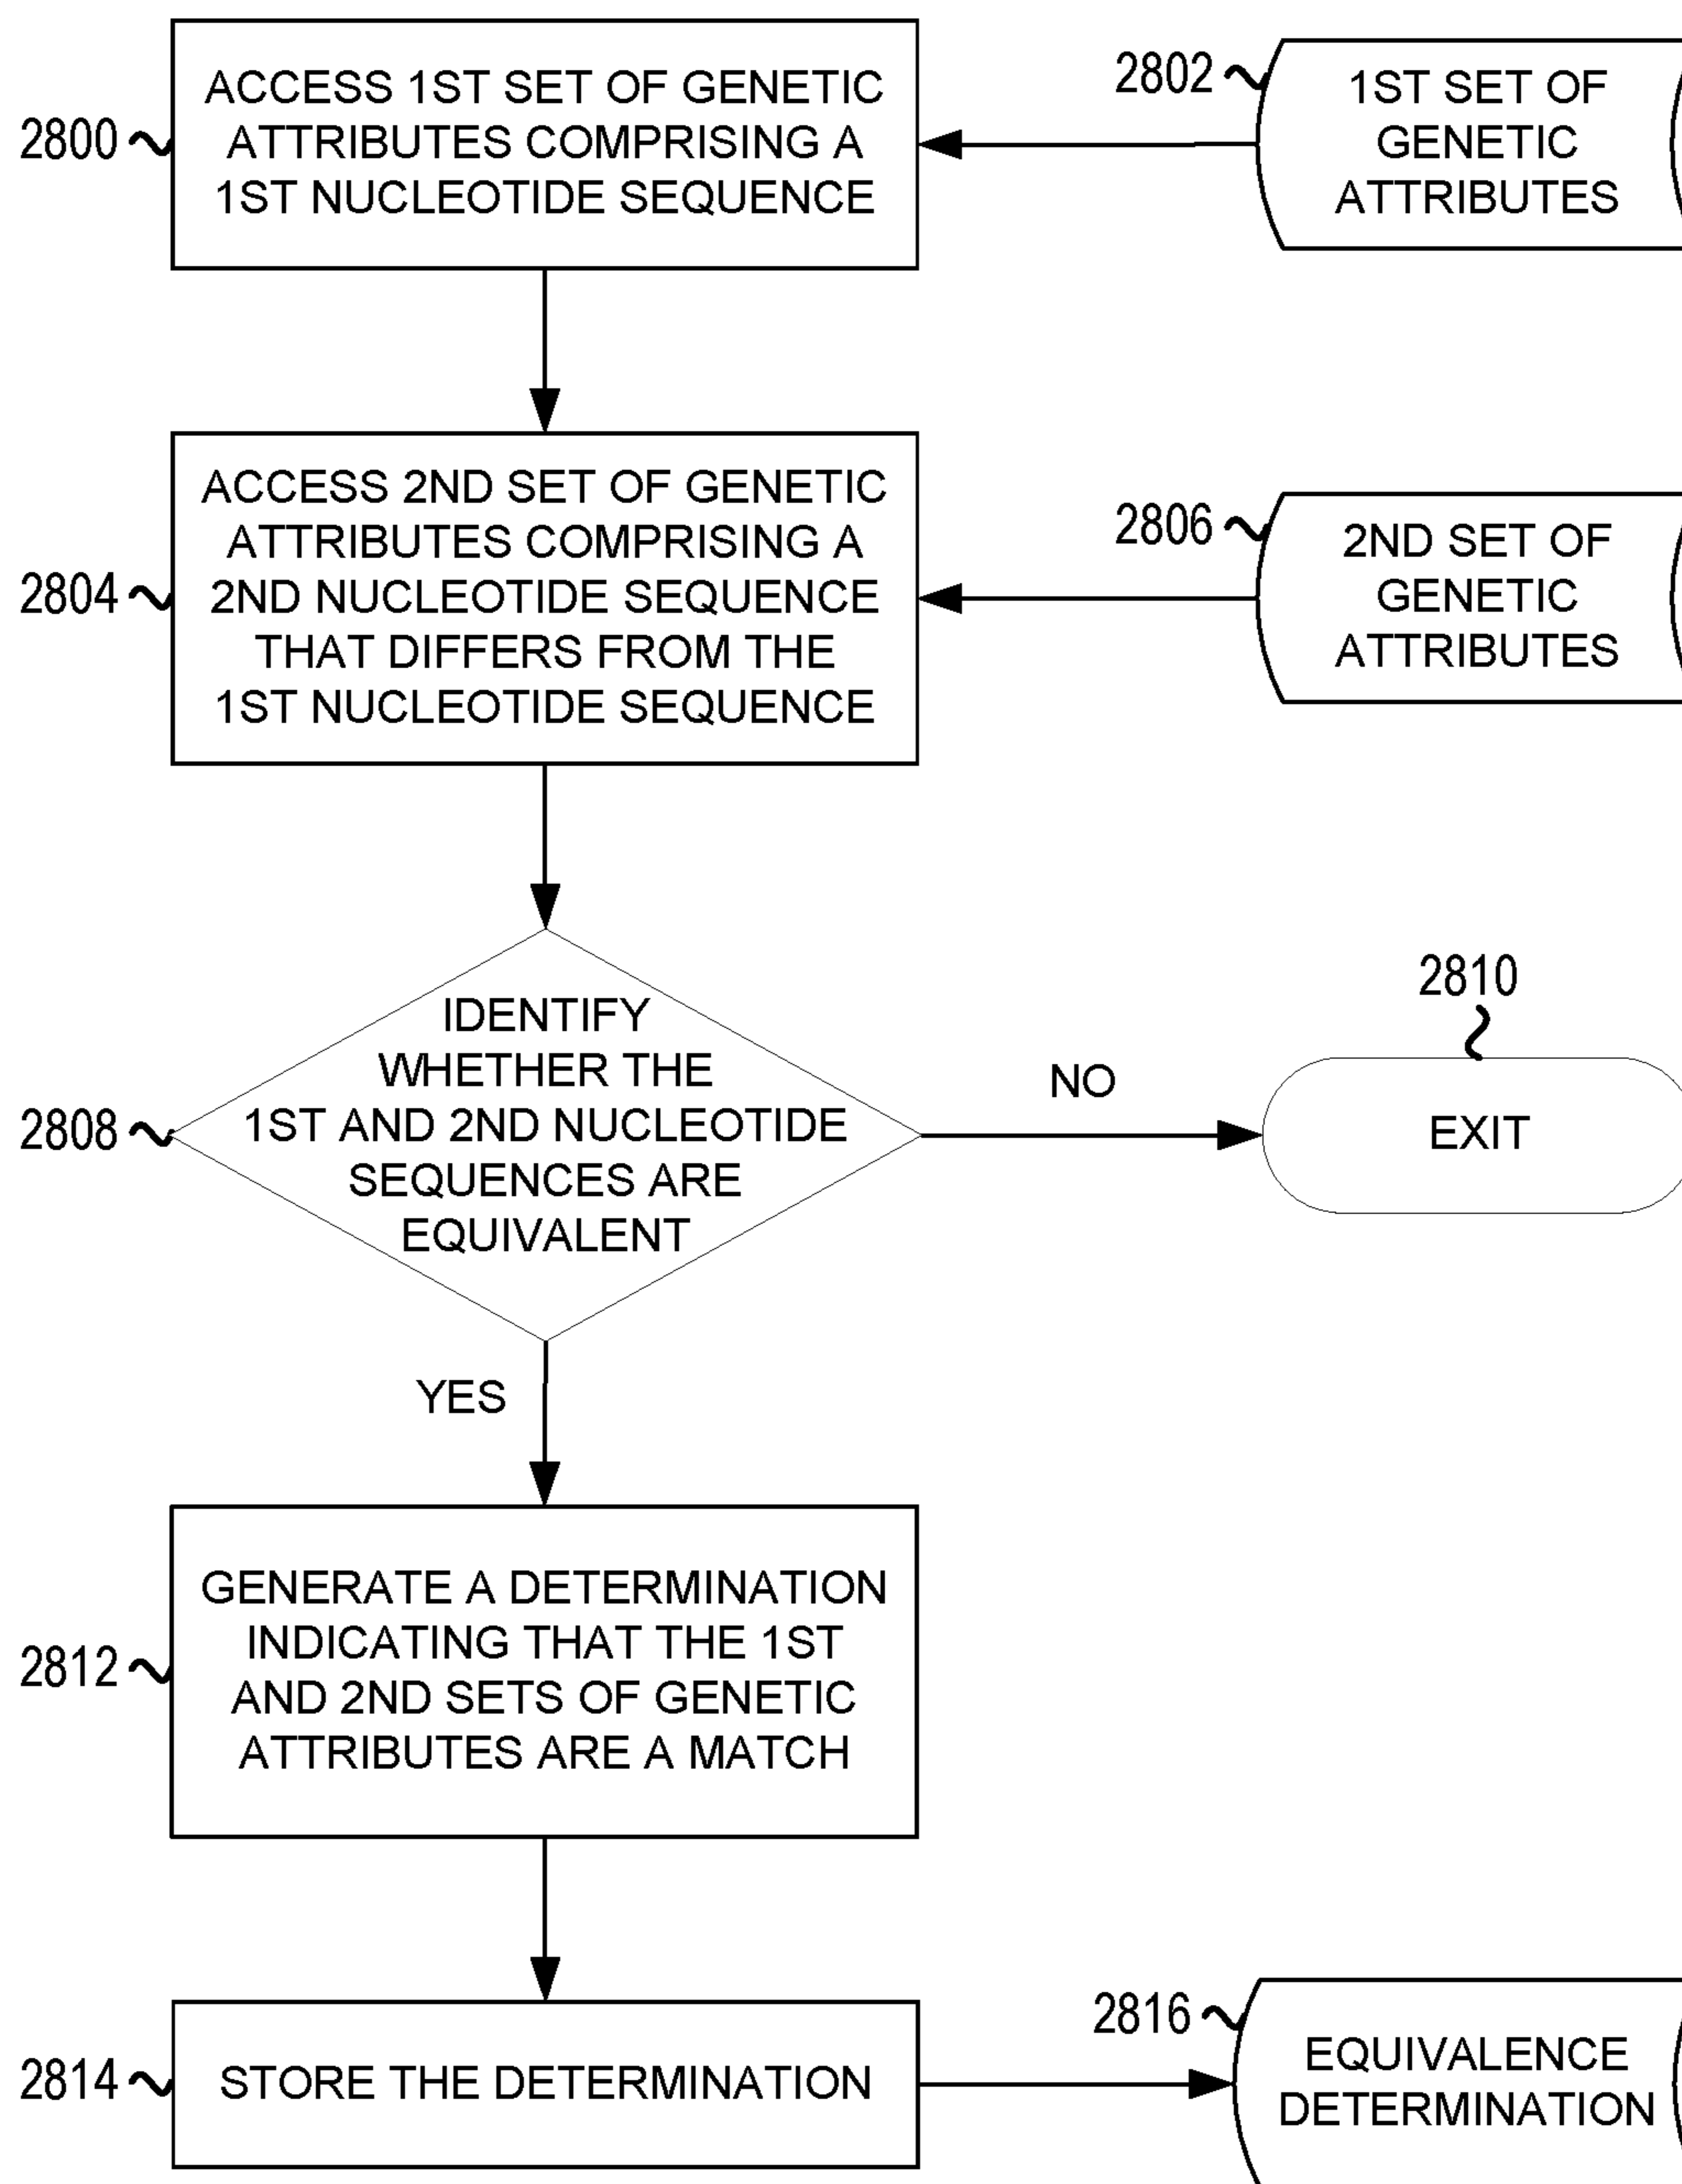 2800
ACCESS 1ST SET OF GENETIC
ATTRIBUTES COMPRISING A
1ST NUCLEOTIDE SEQUENCE
2802
1ST SET OF
GENETIC
ATTRIBUTES
2804
ACCESS 2ND SET OF GENETIC
ATTRIBUTES COMPRISING A
2ND NUCLEOTIDE SEQUENCE
THAT DIFFERS FROM THE
1ST NUCLEOTIDE SEQUENCE
2806
2ND SET OF
GENETIC
ATTRIBUTES
2808
IDENTIFY
WHETHER THE
1ST AND 2ND NUCLEOTIDE
SEQUENCES ARE
EQUIVALENT
NO
2810
EXIT
YES
2812
GENERATE A DETERMINATION
INDICATING THAT THE 1ST
AND 2ND SETS OF GENETIC
ATTRIBUTES ARE A MATCH
2814
STORE THE DETERMINATION
2816
EQUIVALENCE
DETERMINATION